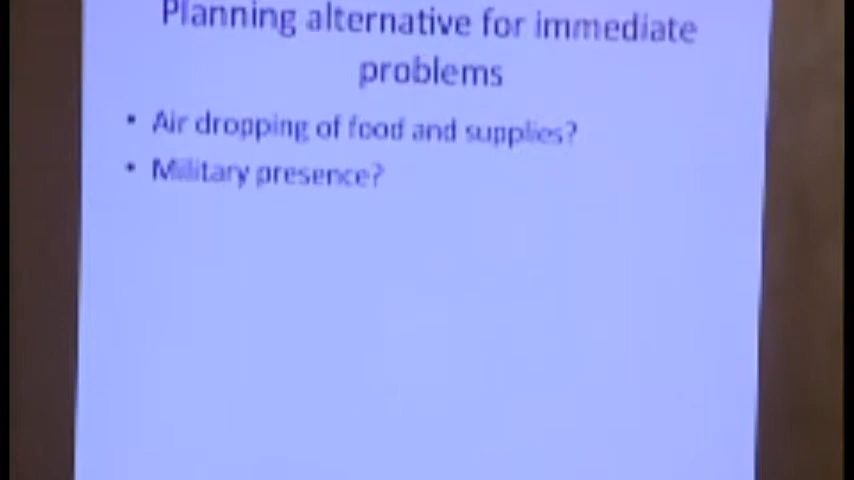 Planning alternative for immediate
problems
• Air dropping of food and supplies?
• Military presence?